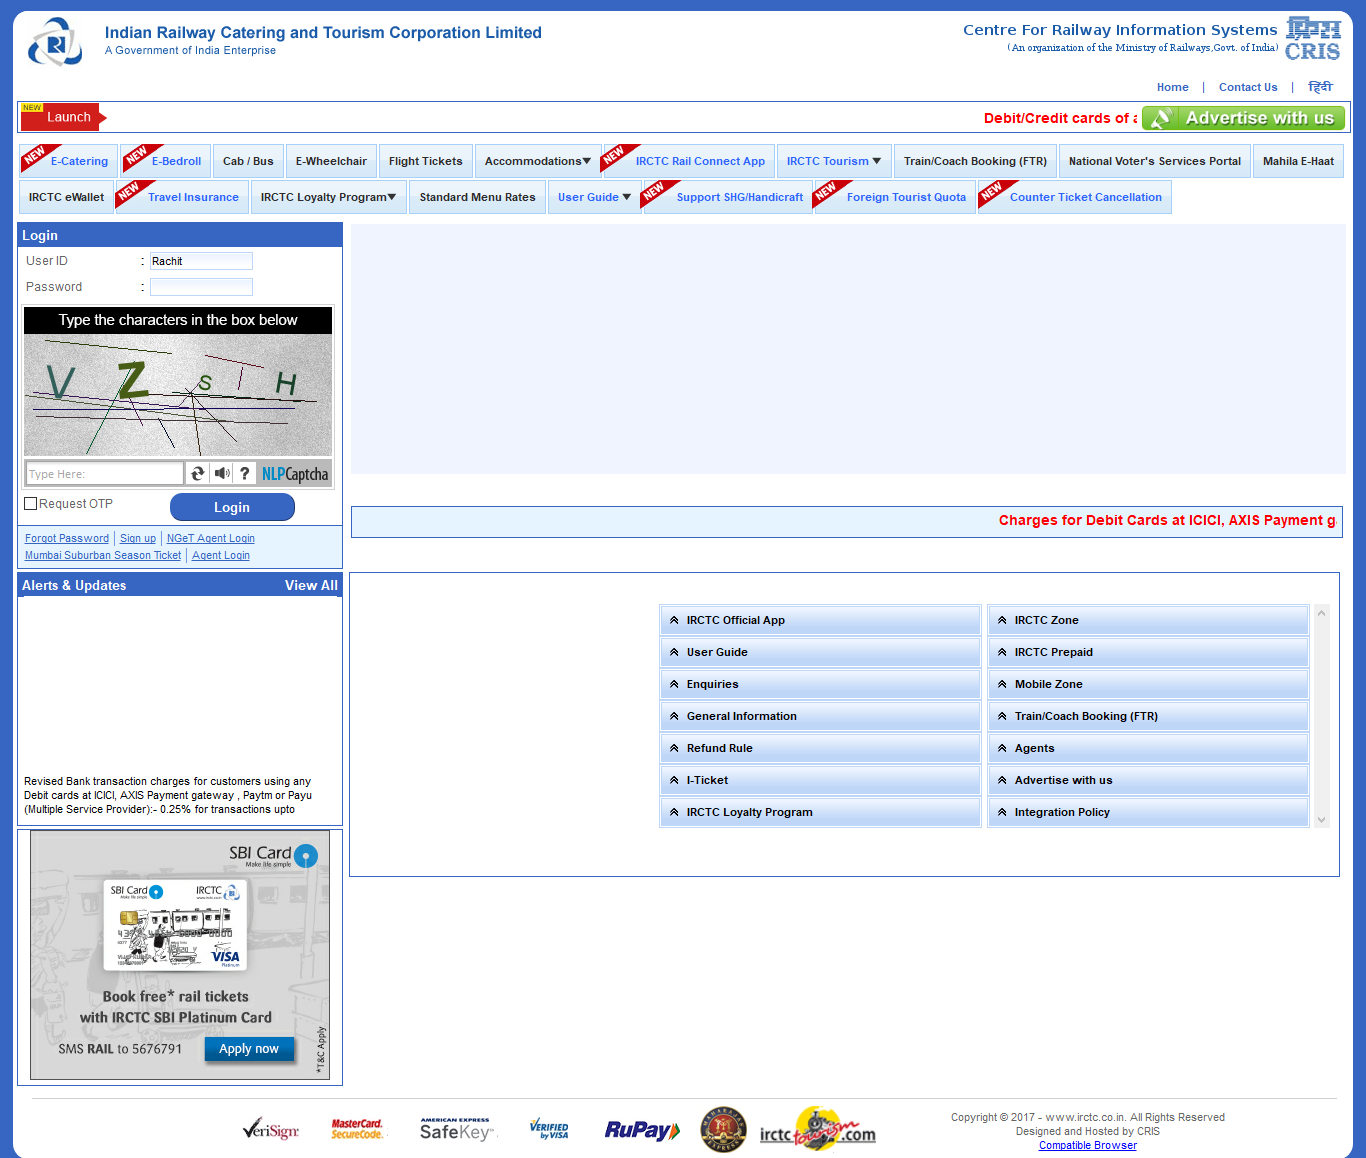 Indian Railway Catering and Tourism Corporation Limited
A Government of India Enterprise
Centre For Railway Information Systems
(An organization of the Ministry of Railways,Govt. of India)
CRIS
Home | Contact Us | हिंदी
NEW
Launch
Debit/Credit cards of a
Advertise with us
NEW E-Catering NEW E-Bedroll Cab / Bus E-Wheelchair Flight Tickets Accommodations NEW IRCTC Rail Connect App IRCTC Tourism Train/Coach Booking (FTR) National Voter's Services Portal Mahila E-Haat
IRCTC eWallet NEW Travel Insurance IRCTC Loyalty Program Standard Menu Rates User Guide NEW Support SHG/Handicraft NEW Foreign Tourist Quota NEW Counter Ticket Cancellation
Login
User ID : Rachit
Password :
Type the characters in the box below
V Z S I H
Type Here: ? NLPCaptcha
Request OTP Login
Forgot Password | Sign up | NGeT Agent Login
Mumbai Suburban Season Ticket | Agent Login
Charges for Debit Cards at ICICI, AXIS Payment g
Alerts & Updates View All
Revised Bank transaction charges for customers using any
Debit cards at ICICI, AXIS Payment gateway , Paytm or Payu
(Multiple Service Provider):- 0.25% for transactions upto
IRCTC Official App
User Guide
Enquiries
General Information
Refund Rule
I-Ticket
IRCTC Loyalty Program
IRCTC Zone
IRCTC Prepaid
Mobile Zone
Train/Coach Booking (FTR)
Agents
Advertise with us
Integration Policy
SBI Card
Make life simple
SBI Card
Make life simple
IRCTC
VISA
Platinum
Book free* rail tickets
with IRCTC SBI Platinum Card
SMS RAIL to 5676791
Apply now
*T&C Apply
VeriSign
MasterCard.
SecureCode.
AMERICAN EXPRESS
SafeKey
VERIFIED
by VISA
RuPay
MAHARAJAS
EXPRESS
irctc tourism .com
Copyright © 2017 - www.irctc.co.in. All Rights Reserved
Designed and Hosted by CRIS
Compatible Browser